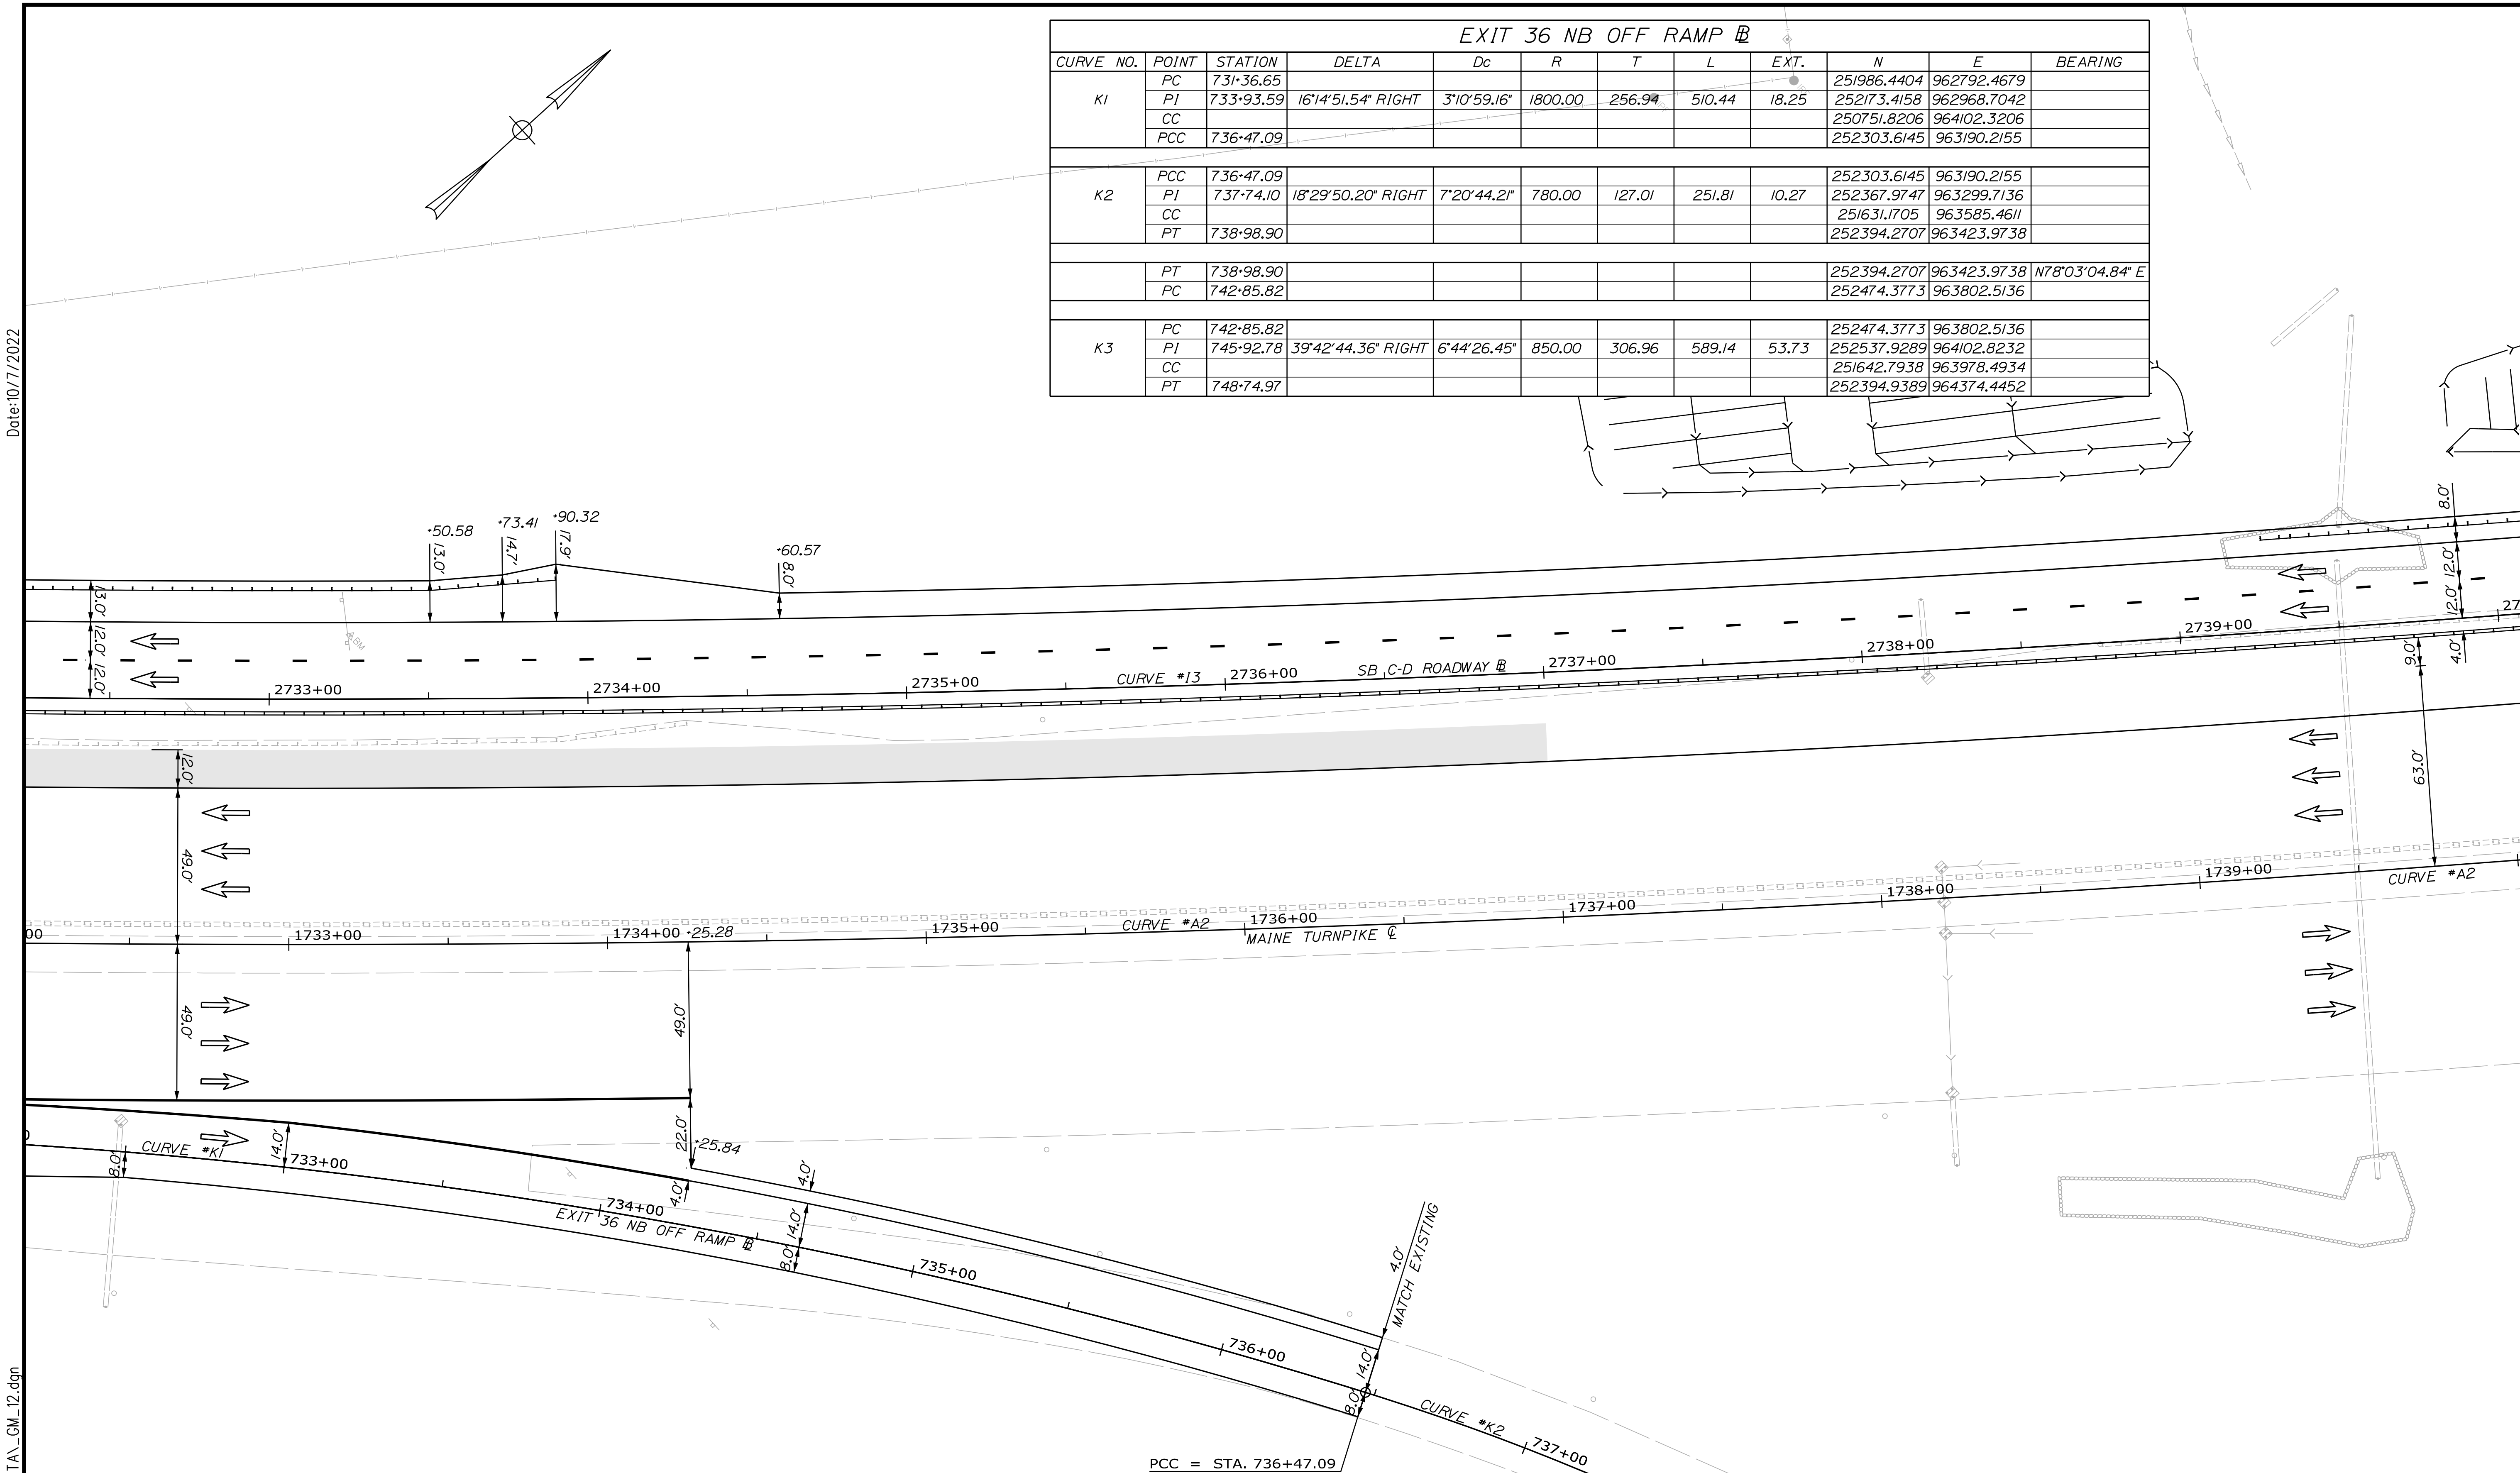 EXIT 36 NB OFF RAMP BL
CURVE NO. POINT STATION DELTA Dc R T L EXT. N E BEARING
PC 731+36.65 251986.4404 962792.4679
K1 PI 733+93.59 16°14'51.54" RIGHT 3°10'59.16" 1800.00 256.94 510.44 18.25 252173.4158 962968.7042
CC 250751.8206 964102.3206
PCC 736+47.09 252303.6145 963190.2155
PCC 736+47.09 252303.6145 963190.2155
K2 PI 737+74.10 18°29'50.20" RIGHT 7°20'44.21" 780.00 127.01 251.81 10.27 252367.9747 963299.7136
CC 251631.1705 963585.4611
PT 738+98.90 252394.2707 963423.9738
PT 738+98.90 252394.2707 963423.9738 N78°03'04.84" E
PC 742+85.82 252474.3773 963802.5136
PC 742+85.82 252474.3773 963802.5136
K3 PI 745+92.78 39°42'44.36" RIGHT 6°44'26.45" 850.00 306.96 589.14 53.73 252537.9289 964102.8232
CC 251642.7938 963978.4934
PT 748+74.97 252394.9389 964374.4452
Date:10/7/2022
+50.58
13.0'
+73.41
14.7'
+90.32
17.9'
+60.57
8.0'
8.0'
12.0'
12.0'
13.0'
12.0'
12.0'
2733+00
2734+00
2735+00
CURVE #13
2736+00
SB C-D ROADWAY BL
2737+00
2738+00
2739+00
27
9.0'
4.0'
63.0'
12.0'
49.0'
00
1733+00
1734+00
+25.28
1735+00
CURVE #A2
1736+00
MAINE TURNPIKE CL
1737+00
1738+00
1739+00
CURVE #A2
49.0'
49.0'
22.0'
+25.84
0
CURVE #K1
8.0'
14.0'
733+00
4.0'
4.0'
734+00
EXIT 36 NB OFF RAMP BL
14.0'
8.0'
735+00
736+00
4.0'
MATCH EXISTING
14.0'
8.0'
CURVE #K2
737+00
PCC = STA. 736+47.09
TA\_GM_12.dgn